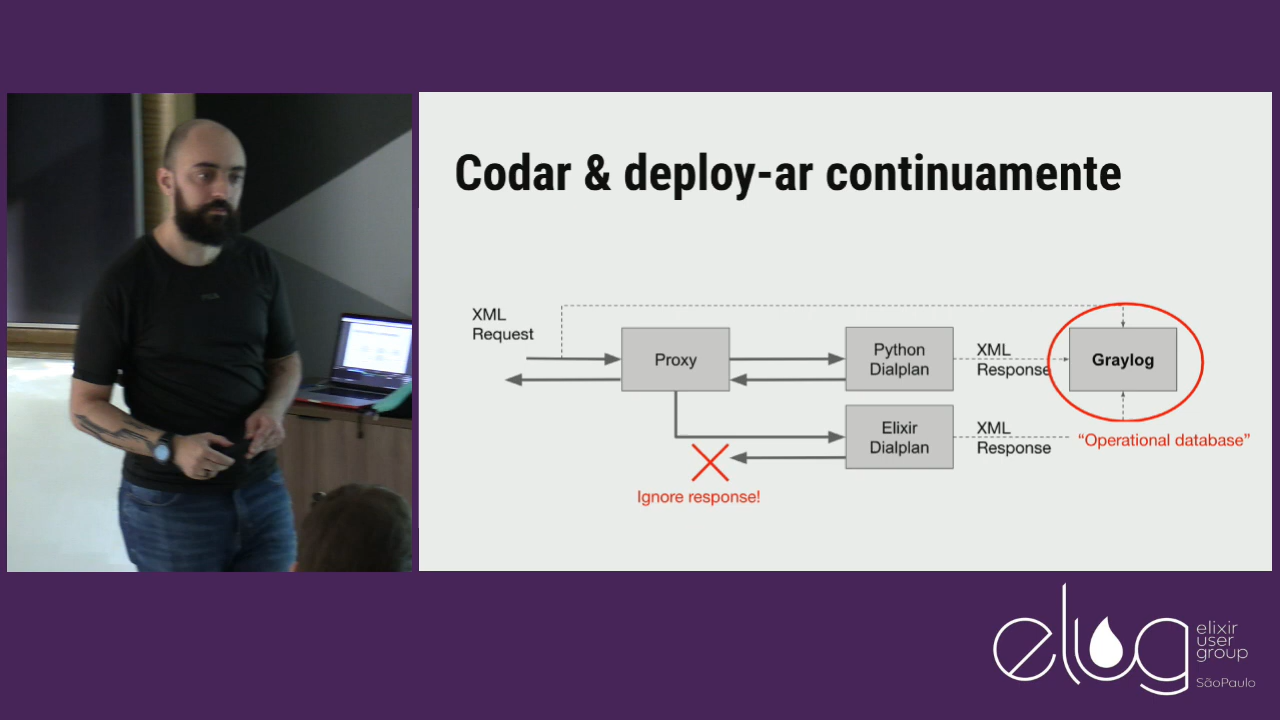 Codar & deploy-ar continuamente
XML
Request
Proxy
Python
Dialplan
XML
Response
Graylog
Elixir
Dialplan
XML
Response
“Operational database”
Ignore response!
elug
elixir
user
group
SãoPaulo